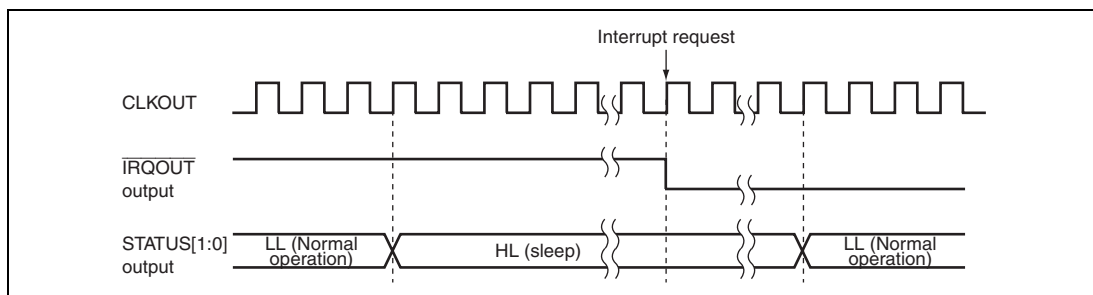 Interrupt request
CLKOUT
IRQOUT
output
STATUS[1:0]
output
LL (Normal
operation)
HL (sleep)
LL (Normal
operation)